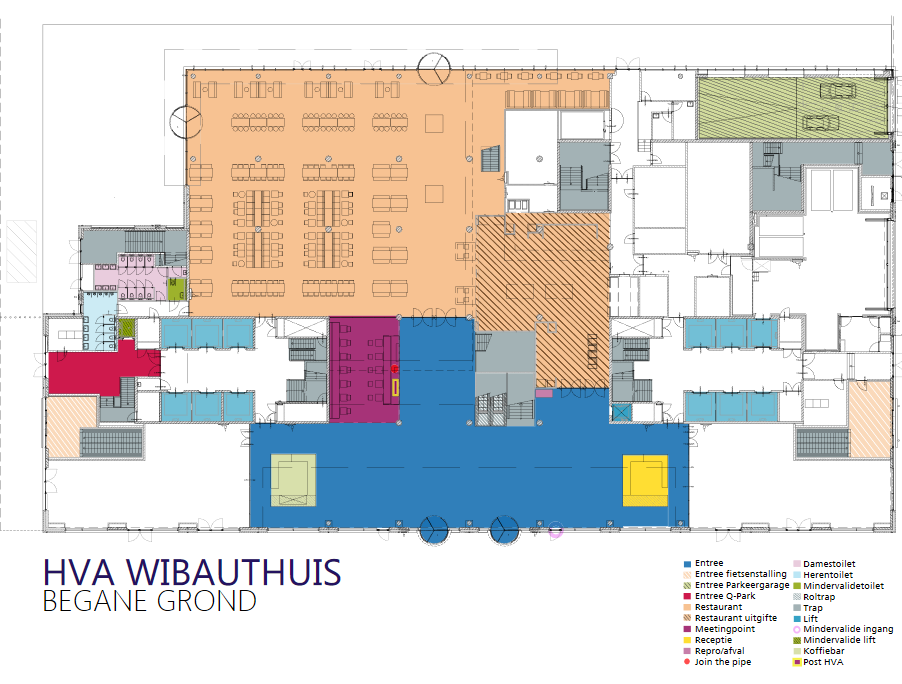 HVA WIBAUTHUIS
BEGANE GROND
Entree
Entree fietsenstalling
Entree Parkeergarage
Entree Q-Park
Restaurant
Restaurant uitgifte
Meetingpoint
Receptie
Repro/afval
Join the pipe
Damestoilet
Herentoilet
Mindervalidetoilet
Roltrap
Trap
Lift
Mindervalide ingang
Mindervalide lift
Koffiebar
Post HVA